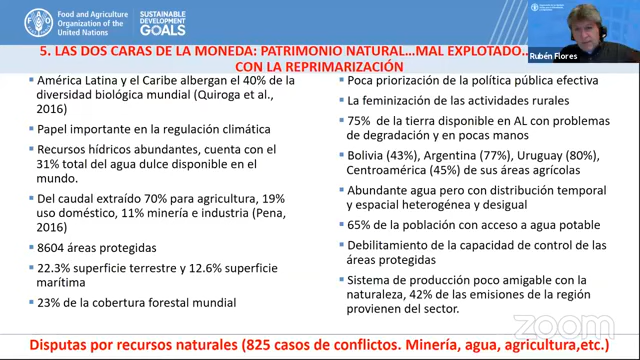 Food and Agriculture
Organization of the
United Nations
SUSTAINABLE
DEVELOPMENT
GOALS
5. LAS DOS CARAS DE LA MONEDA: PATRIMONIO NATURAL…MAL EXPLOTADO…
CON LA REPRIMARIZACIÓN
Rubén Flores
América Latina y el Caribe albergan el 40% de la
diversidad biológica mundial (Quiroga et al.,
2016)
Papel importante en la regulación climática
Recursos hídricos abundantes, cuenta con el
31% total del agua dulce disponible en el
mundo.
Del caudal extraído 70% para agricultura, 19%
uso doméstico, 11% minería e industria (Pena,
2016)
8604 áreas protegidas
22.3% superficie terrestre y 12.6% superficie
marítima
23% de la cobertura forestal mundial
Poca priorización de la política pública efectiva
La feminización de las actividades rurales
75% de la tierra disponible en AL con problemas
de degradación y en pocas manos
Bolivia (43%), Argentina (77%), Uruguay (80%),
Centroamérica (45%) de sus áreas agrícolas
Abundante agua pero con distribución temporal
y espacial heterogénea y desigual
65% de la población con acceso a agua potable
Debilitamiento de la capacidad de control de las
áreas protegidas
Sistema de producción poco amigable con la
naturaleza, 42% de las emisiones de la región
provienen del sector.
zoom
Disputas por recursos naturales (825 casos de conflictos. Minería, agua, agricultura,etc.)